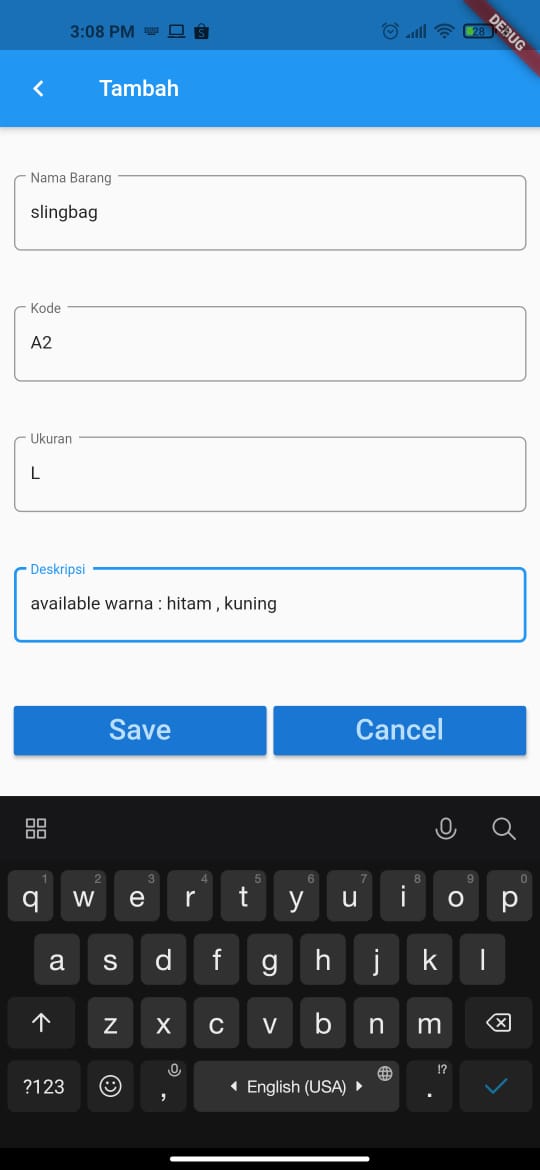 3:08 PM
28
DEBUG
Tambah
Nama Barang
slingbag
Kode
A2
Ukuran
L
Deskripsi
available warna : hitam , kuning
Save Cancel
1 2 3 4 5 6 7 8 9 0
q w e r t y u i o p
a s d f g h j k l
z x c v b n m
?123 , English (USA) . !?